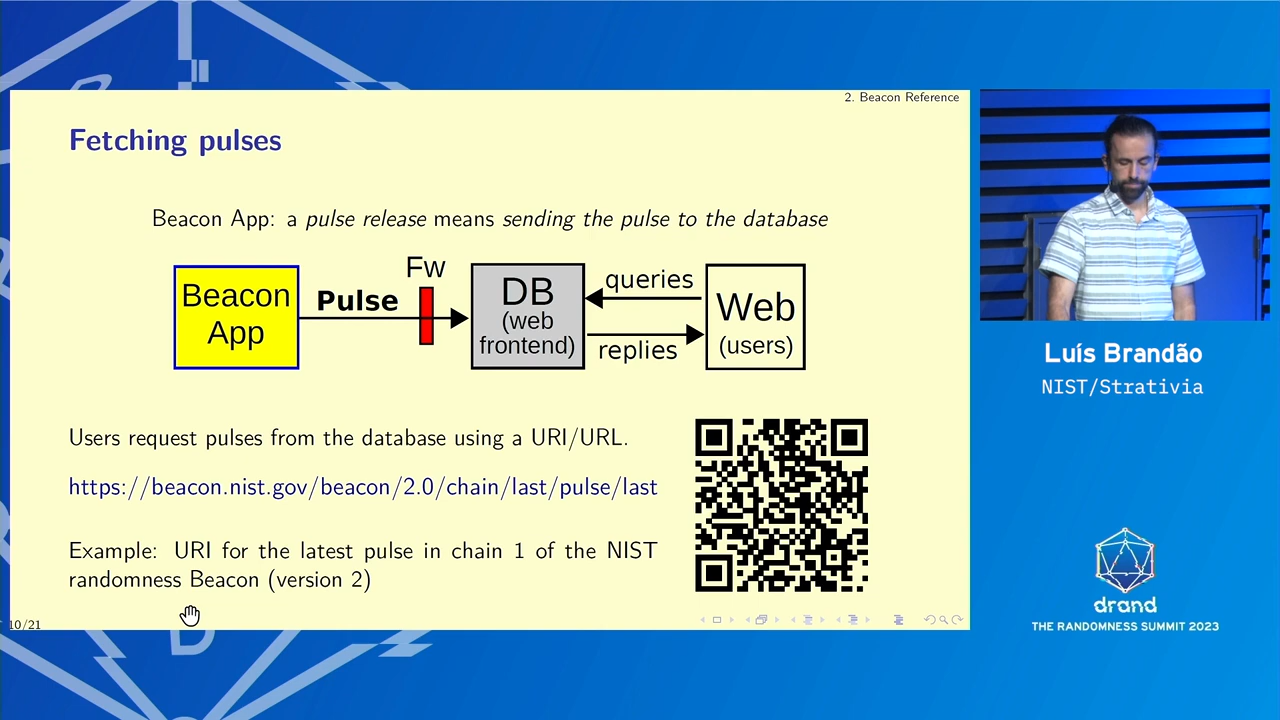 2. Beacon Reference
Fetching pulses
Beacon App: a pulse release means sending the pulse to the database
Beacon
App
Pulse
Fw
DB
(web
frontend)
queries
replies
Web
(users)
Users request pulses from the database using a URI/URL.
https://beacon.nist.gov/beacon/2.0/chain/last/pulse/last
Example: URI for the latest pulse in chain 1 of the NIST
randomness Beacon (version 2)
10/21
Luís Brandão
NIST/Strativia
drand
THE RANDOMNESS SUMMIT 2023